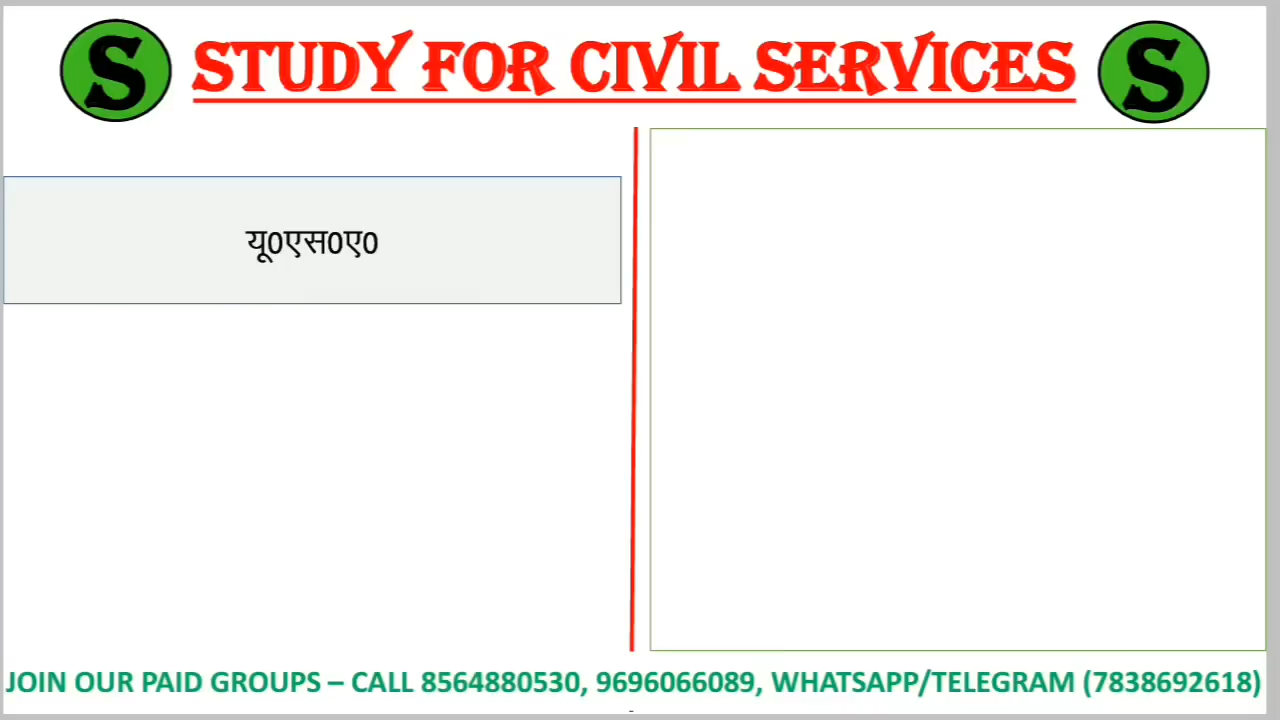 S STUDY FOR CIVIL SERVICES S
यू0एस0ए0
JOIN OUR PAID GROUPS – CALL 8564880530, 9696066089, WHATSAPP/TELEGRAM (7838692618)